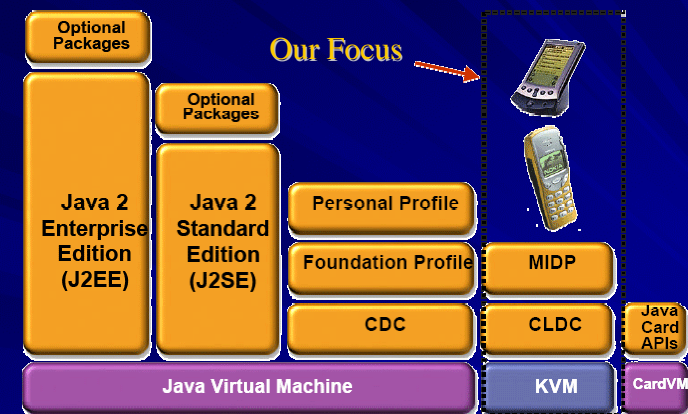 Optional
Packages
Our Focus
Optional
Packages
Java 2
Enterprise
Edition
(J2EE)
Java 2
Standard
Edition
(J2SE)
Personal Profile
Foundation Profile
CDC
NOKIA
MIDP
CLDC
Java
Card
APIs
Java Virtual Machine
KVM
CardVM